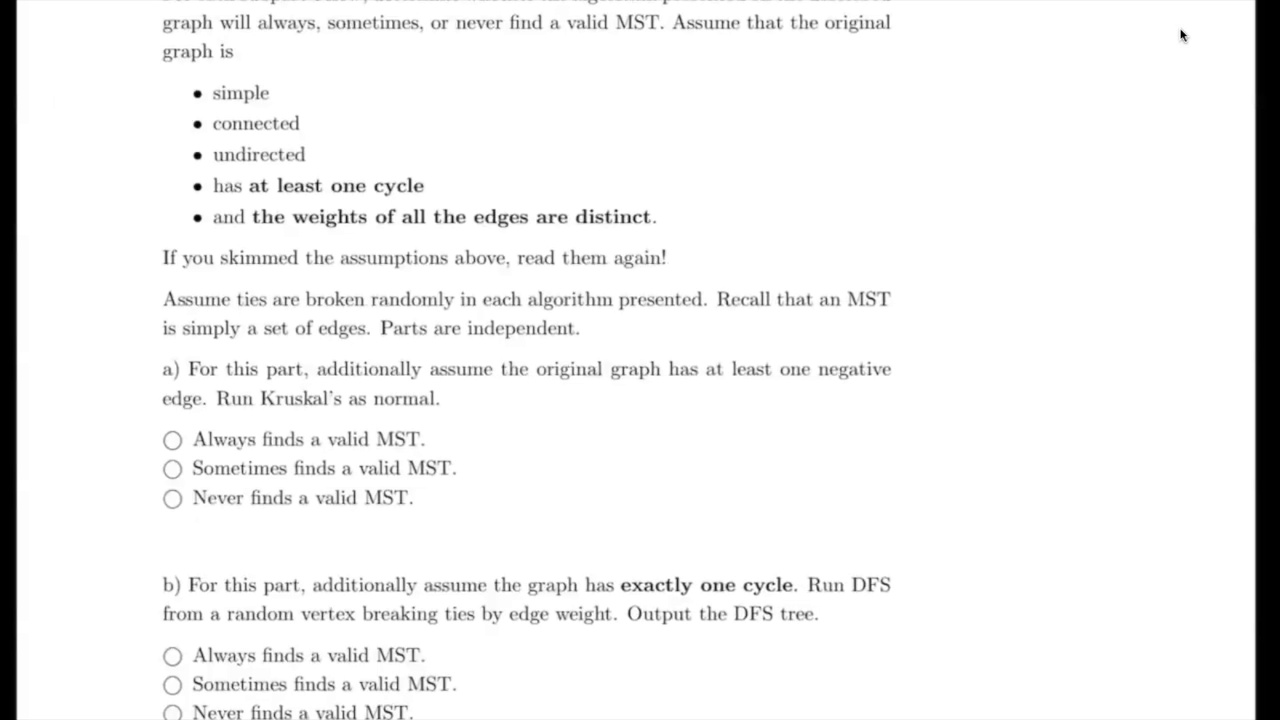 graph will always, sometimes, or never find a valid MST. Assume that the original
graph is
• simple
• connected
• undirected
• has at least one cycle
• and the weights of all the edges are distinct.
If you skimmed the assumptions above, read them again!
Assume ties are broken randomly in each algorithm presented. Recall that an MST
is simply a set of edges. Parts are independent.
a) For this part, additionally assume the original graph has at least one negative
edge. Run Kruskal's as normal.
Always finds a valid MST.
Sometimes finds a valid MST.
Never finds a valid MST.
b) For this part, additionally assume the graph has exactly one cycle. Run DFS
from a random vertex breaking ties by edge weight. Output the DFS tree.
Always finds a valid MST.
Sometimes finds a valid MST.
Never finds a valid MST.